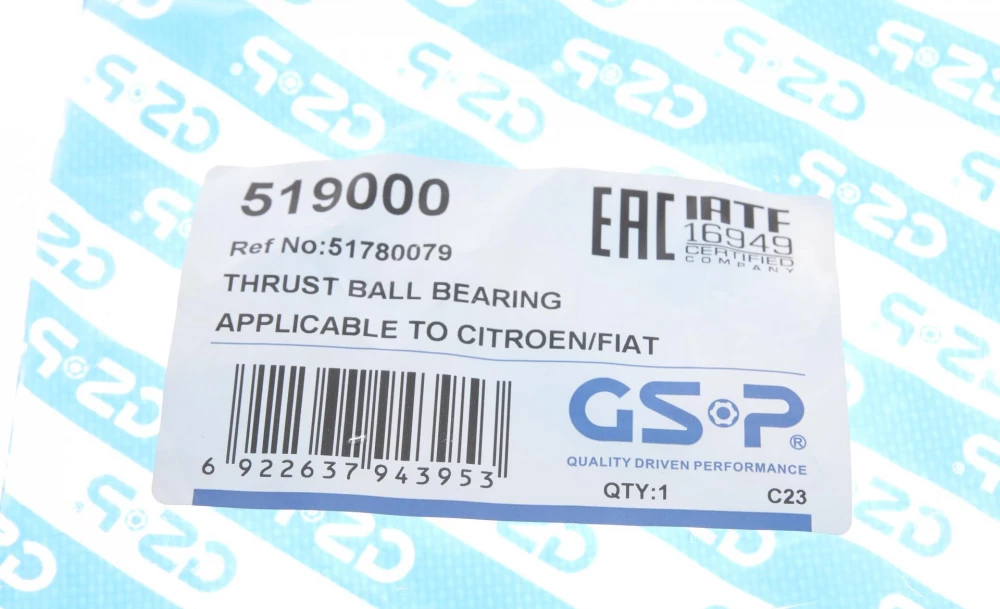 519000
EAC
IATF
16949
CERTIFIED
COMPANY
Ref No:51780079
THRUST BALL BEARING
APPLICABLE TO CITROEN/FIAT
6 922637 943953
GSP®
QUALITY DRIVEN PERFORMANCE
QTY:1
C23